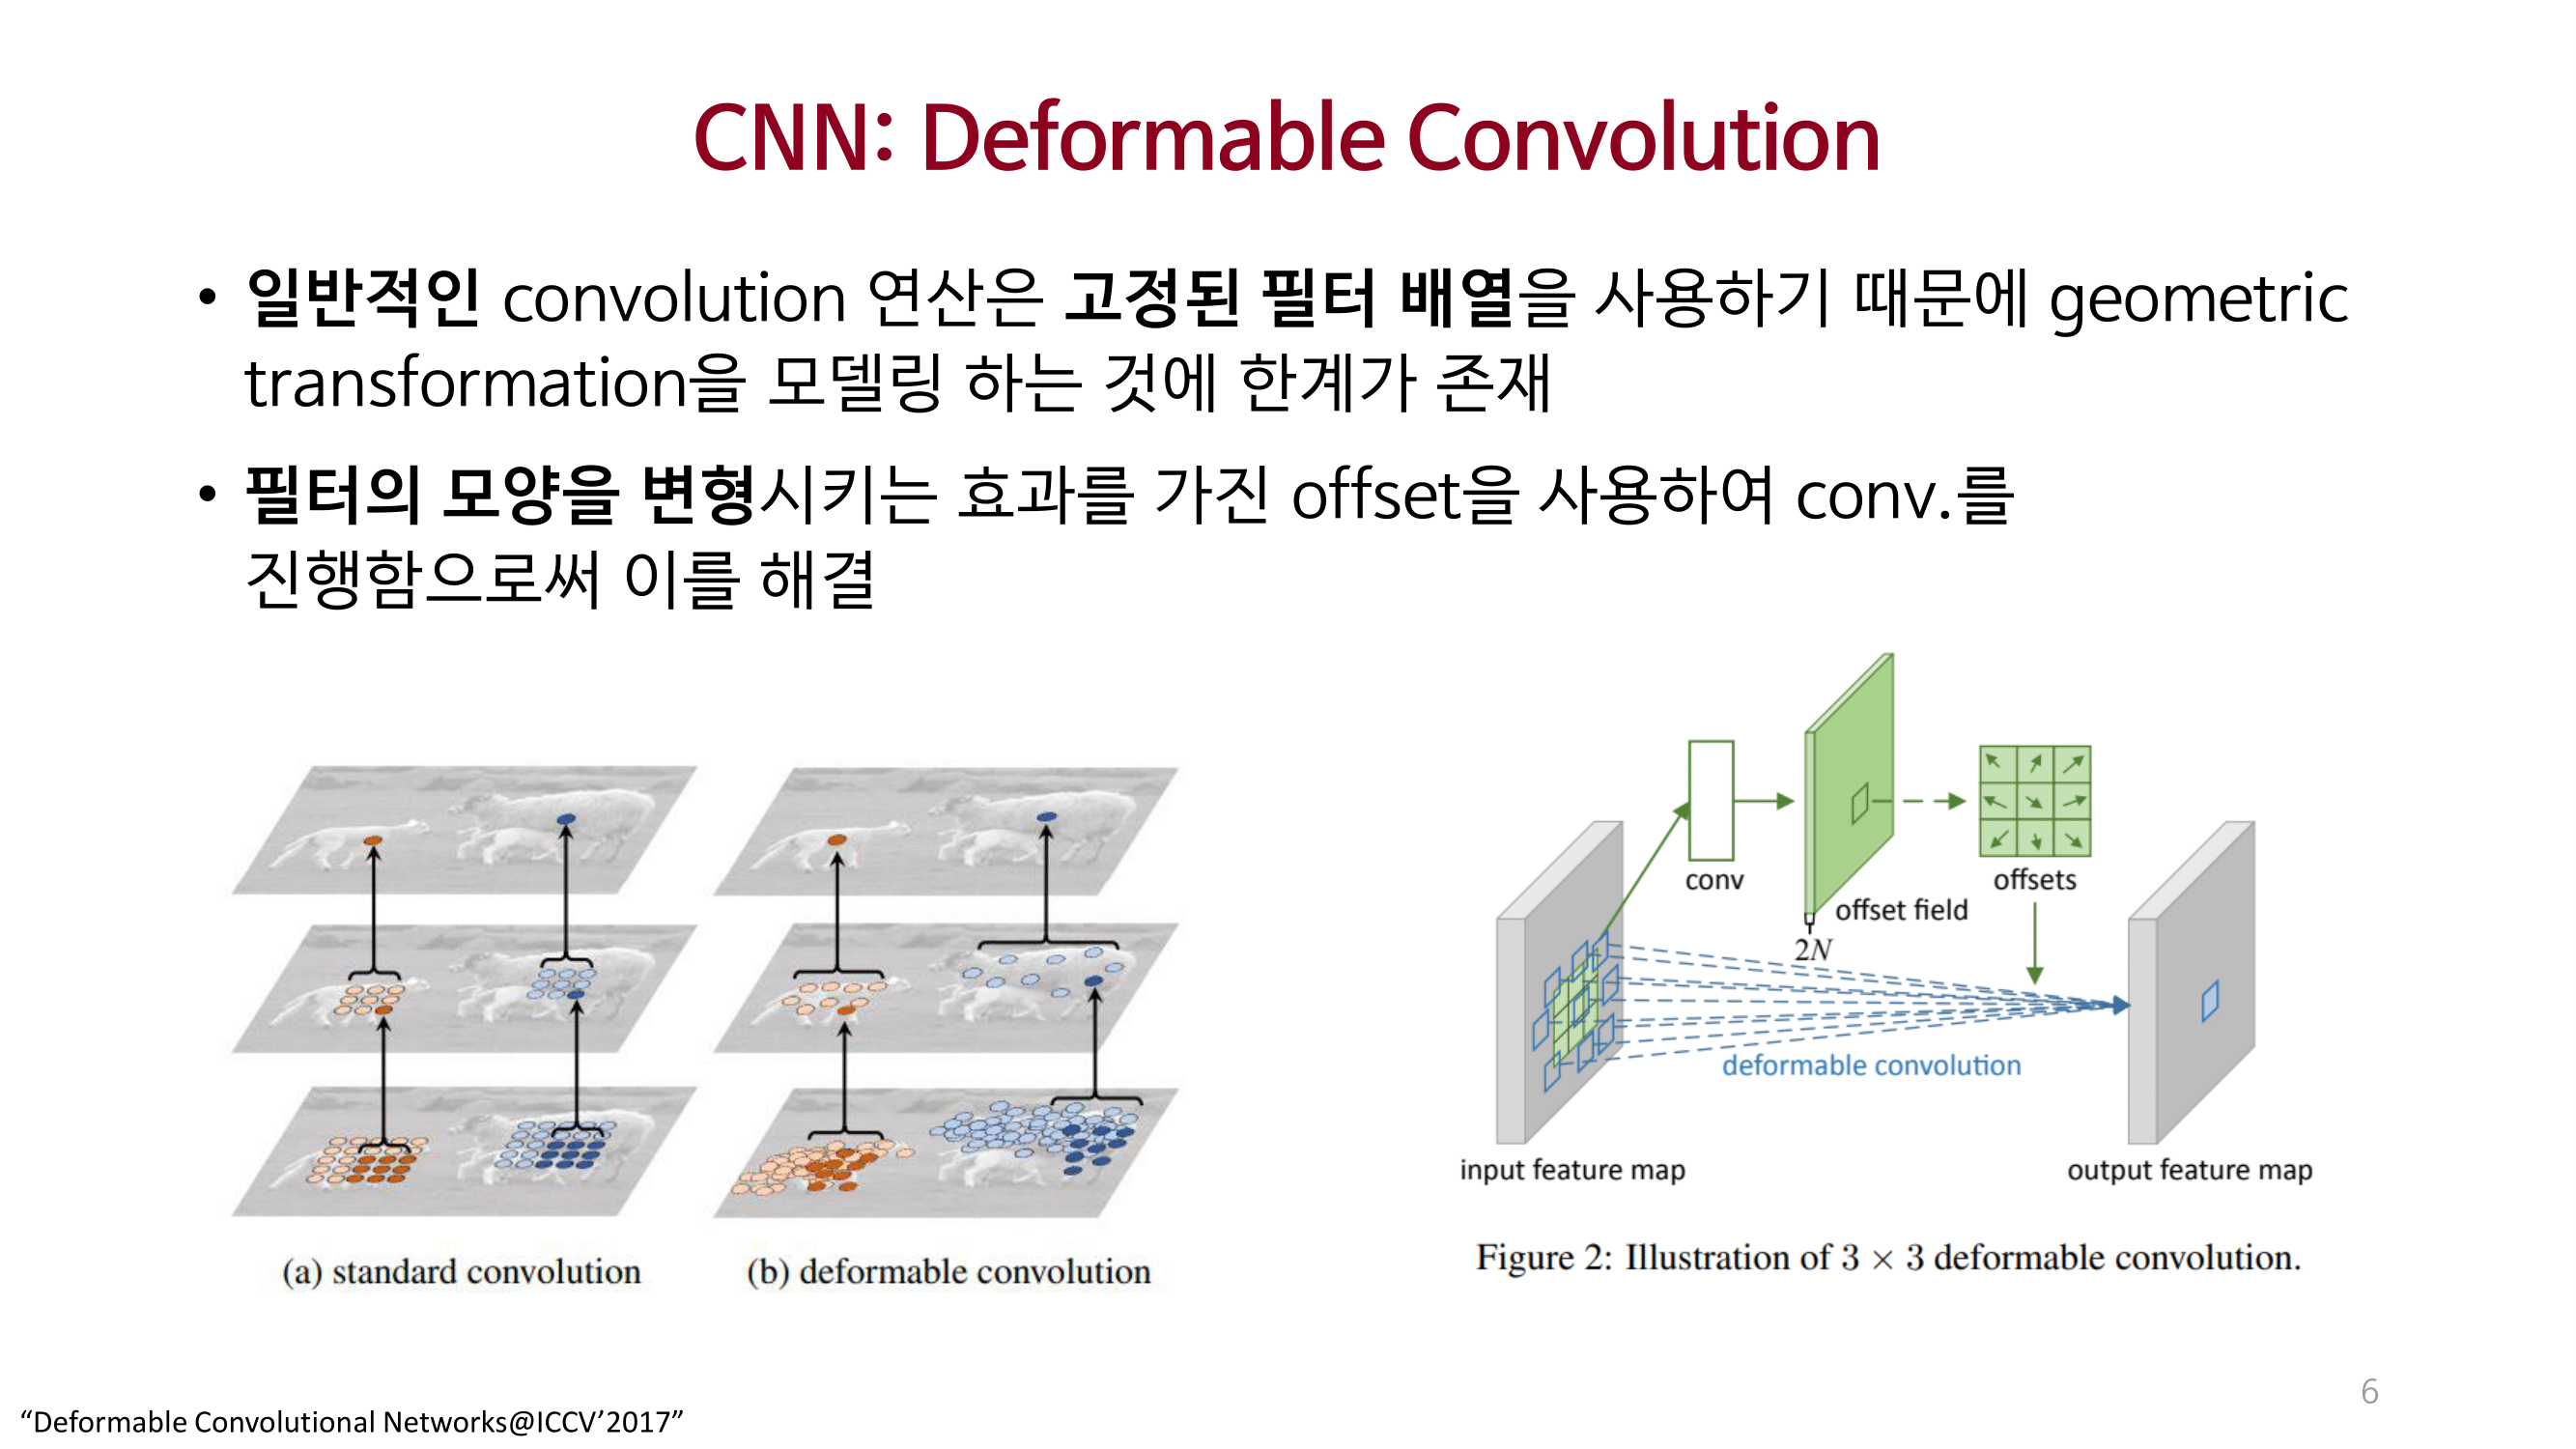 CNN: Deformable Convolution
• 일반적인 convolution 연산은 고정된 필터 배열을 사용하기 때문에 geometric
transformation을 모델링 하는 것에 한계가 존재
• 필터의 모양을 변형시키는 효과를 가진 offset을 사용하여 conv.를
진행함으로써 이를 해결
(a) standard convolution
(b) deformable convolution
conv
offset field
2N
offsets
deformable convolution
input feature map
output feature map
Figure 2: Illustration of 3 × 3 deformable convolution.
“Deformable Convolutional Networks@ICCV’2017”
6